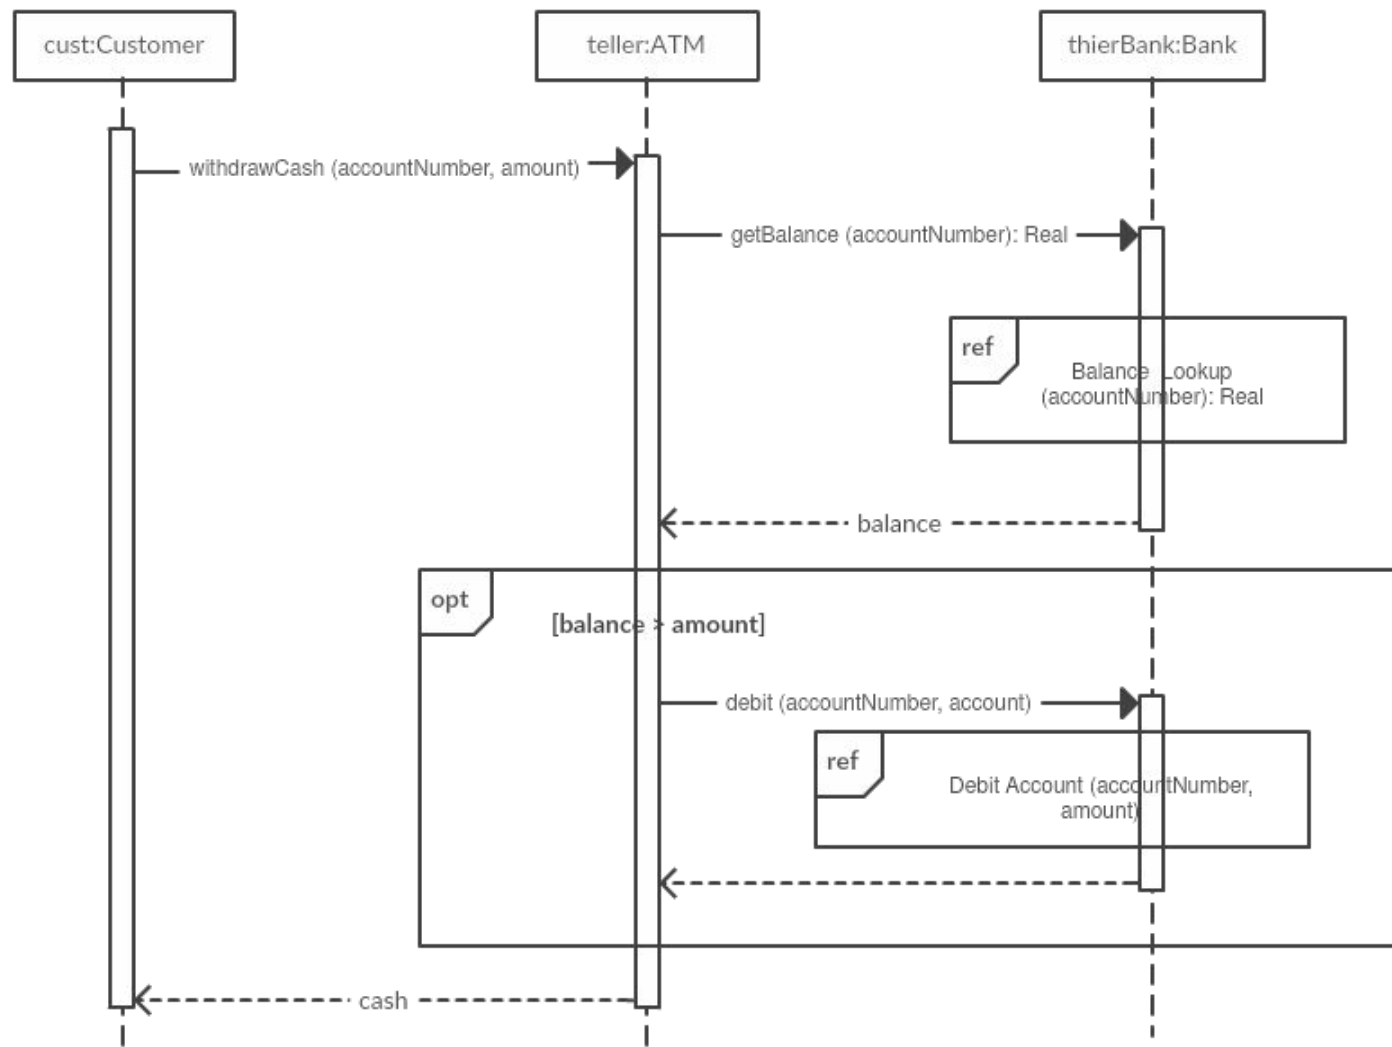 cust:Customer
teller:ATM
thierBank:Bank
withdrawCash (accountNumber, amount)
getBalance (accountNumber): Real
ref
Balance Lookup
(accountNumber): Real
balance
opt
[balance > amount]
debit (accountNumber, account)
ref
Debit Account (accountNumber,
amount)
cash